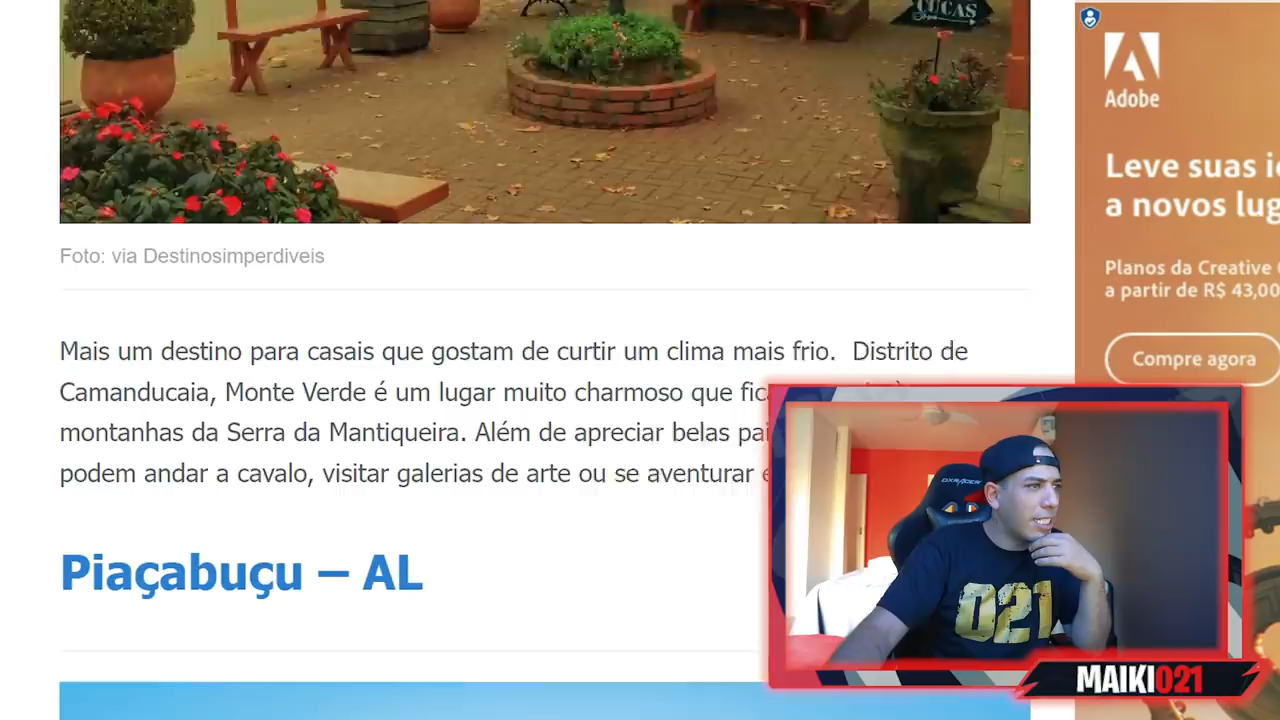 CUCAS
Adobe
Leve suas
a novos
Planos da Creative
a partir de R$ 43,00
Compre agora
Foto: via Destinosimperdiveis
Mais um destino para casais que gostam de curtir um clima mais frio. Distrito de
Camanducaia, Monte Verde é um lugar muito charmoso que
montanhas da Serra da Mantiqueira. Além de apreciar belas
podem andar a cavalo, visitar galerias de arte ou se aventurar
Piaçabuçu – AL
DXRACER
021
MAIKI021